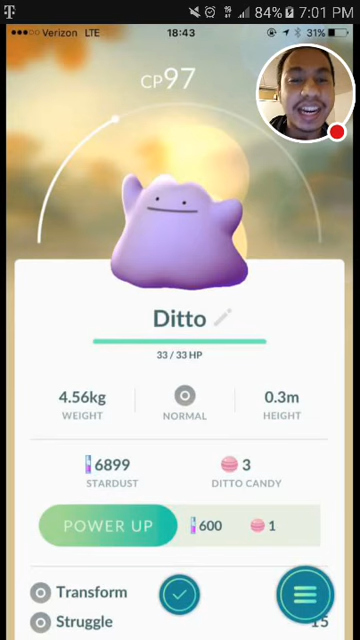 84% 7:01 PM
Verizon LTE 18:43 31%
CP97
Ditto
33 / 33 HP
4.56kg 0.3m
WEIGHT NORMAL HEIGHT
6899 3
STARDUST DITTO CANDY
POWER UP 600 1
Transform
Struggle 15